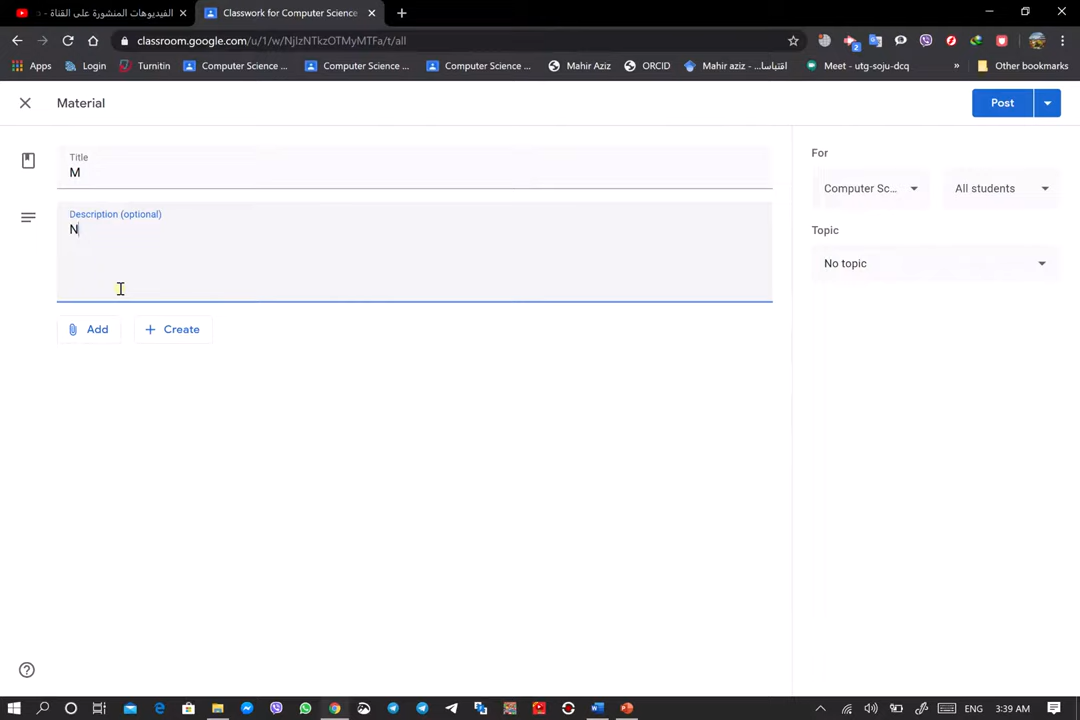 الفيديوهات المنشورة على القناة -
Classwork for Computer Science
classroom.google.com/u/1/w/NjIzNTkzOTMyMTFa/t/all
2
Apps
Login
Turnitin
Computer Science ...
Computer Science ...
Computer Science ...
Mahir Aziz
ORCID
Mahir aziz - ...اقتباسا
Meet - utg-soju-dcq
»
Other bookmarks
Material
Post
Title
M
For
Computer Sc...
All students
Description (optional)
N
Topic
No topic
Add
Create
ENG
3:39 AM